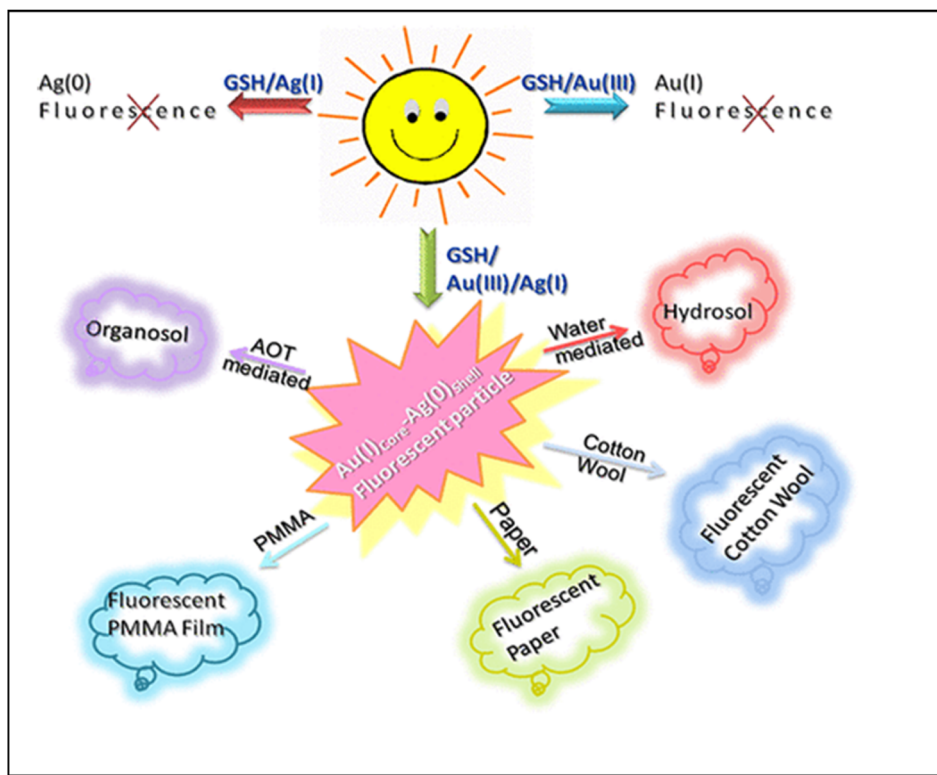 Ag(0)
Fluorescence
GSH/Ag(I)
GSH/Au(III)
Au(I)
Fluorescence
GSH/
Au(III)/Ag(I)
Organosol
AOT
mediated
Water
mediated
Hydrosol
Au(I)Core-Ag(0)Shell
Fluorescent particle
Cotton
Wool
Fluorescent
Cotton Wool
PMMA
Fluorescent
PMMA Film
Paper
Fluorescent
Paper